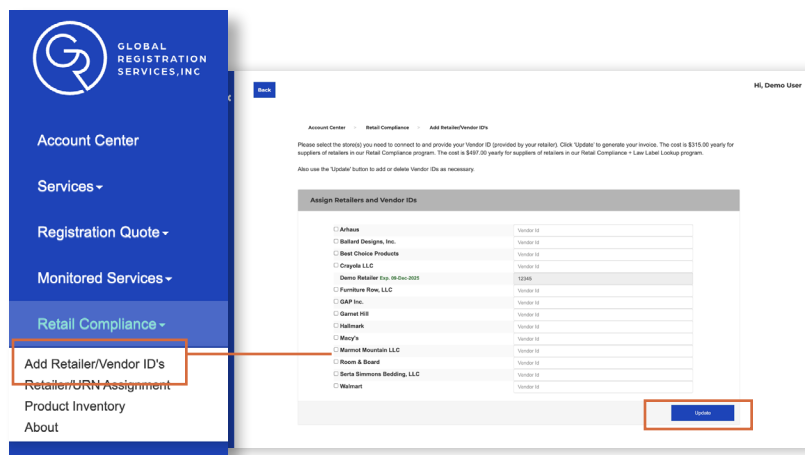 GLOBAL
REGISTRATION
SERVICES,INC
Account Center
Services
Registration Quote
Monitored Services
Retail Compliance
Add Retailer/Vendor ID's
Retailer/URN Assignment
Product Inventory
About
Back
Hi, Demo User
Account Center > Retail Compliance > Add Retailer/Vendor ID's
Please select the store(s) you need to connect to and provide your Vendor ID (provided by your retailer). Click 'Update' to generate your invoice. The cost is $315.00 yearly for
suppliers of retailers in our Retail Compliance program. The cost is $497.00 yearly for suppliers of retailers in our Retail Compliance + Law Label Lookup program.
Also use the 'Update' button to add or delete Vendor IDs as necessary.
Assign Retailers and Vendor IDs
Arhaus Vendor Id
Ballard Designs, Inc. Vendor Id
Best Choice Products Vendor Id
Crayola LLC Vendor Id
Demo Retailer Exp. 09-Dec-2025 12345
Furniture Row, LLC Vendor Id
GAP Inc. Vendor Id
Garnet Hill Vendor Id
Hallmark Vendor Id
Macy's Vendor Id
Marmot Mountain LLC Vendor Id
Room & Board Vendor Id
Serta Simmons Bedding, LLC Vendor Id
Walmart Vendor Id
Update